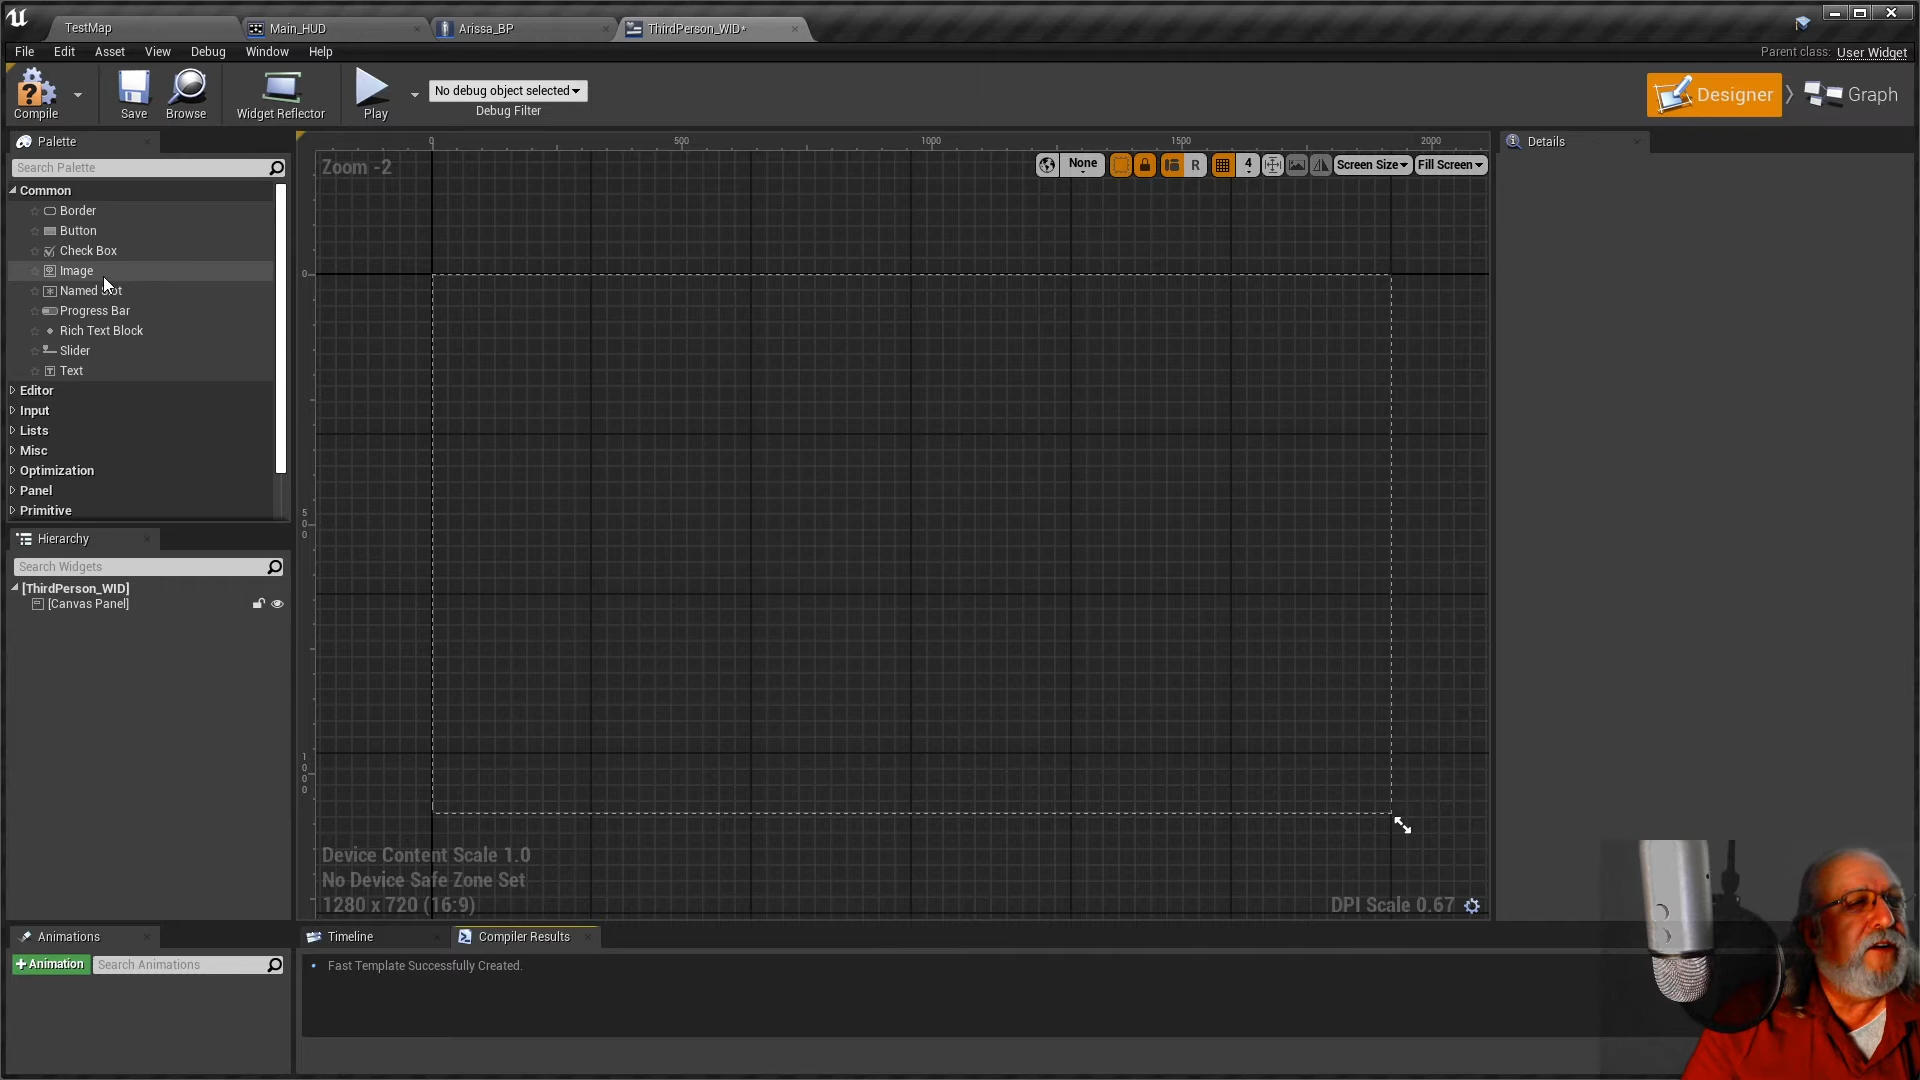 TestMap
Main_HUD
Arissa_BP
ThirdPerson_WID*
File Edit Asset View Debug Window Help
Parent class: User Widget
Compile
Save
Browse
Widget Reflector
Play
No debug object selected
Debug Filter
Designer
Graph
Palette
Search Palette
Common
Border
Button
Check Box
Image
Named
Progress Bar
Rich Text Block
Slider
Text
Editor
Input
Lists
Misc
Optimization
Panel
Primitive
Hierarchy
Search Widgets
[ThirdPerson_WID]
[Canvas Panel]
Animations
+Animation
Search Animations
0 500 1000 1500 2000
Zoom -2
None
R
4
Screen Size
Fill Screen
0
500
1000
Device Content Scale 1.0
No Device Safe Zone Set
1280 x 720 (16:9)
DPI Scale 0.67
Timeline
Compiler Results
Fast Template Successfully Created.
Details